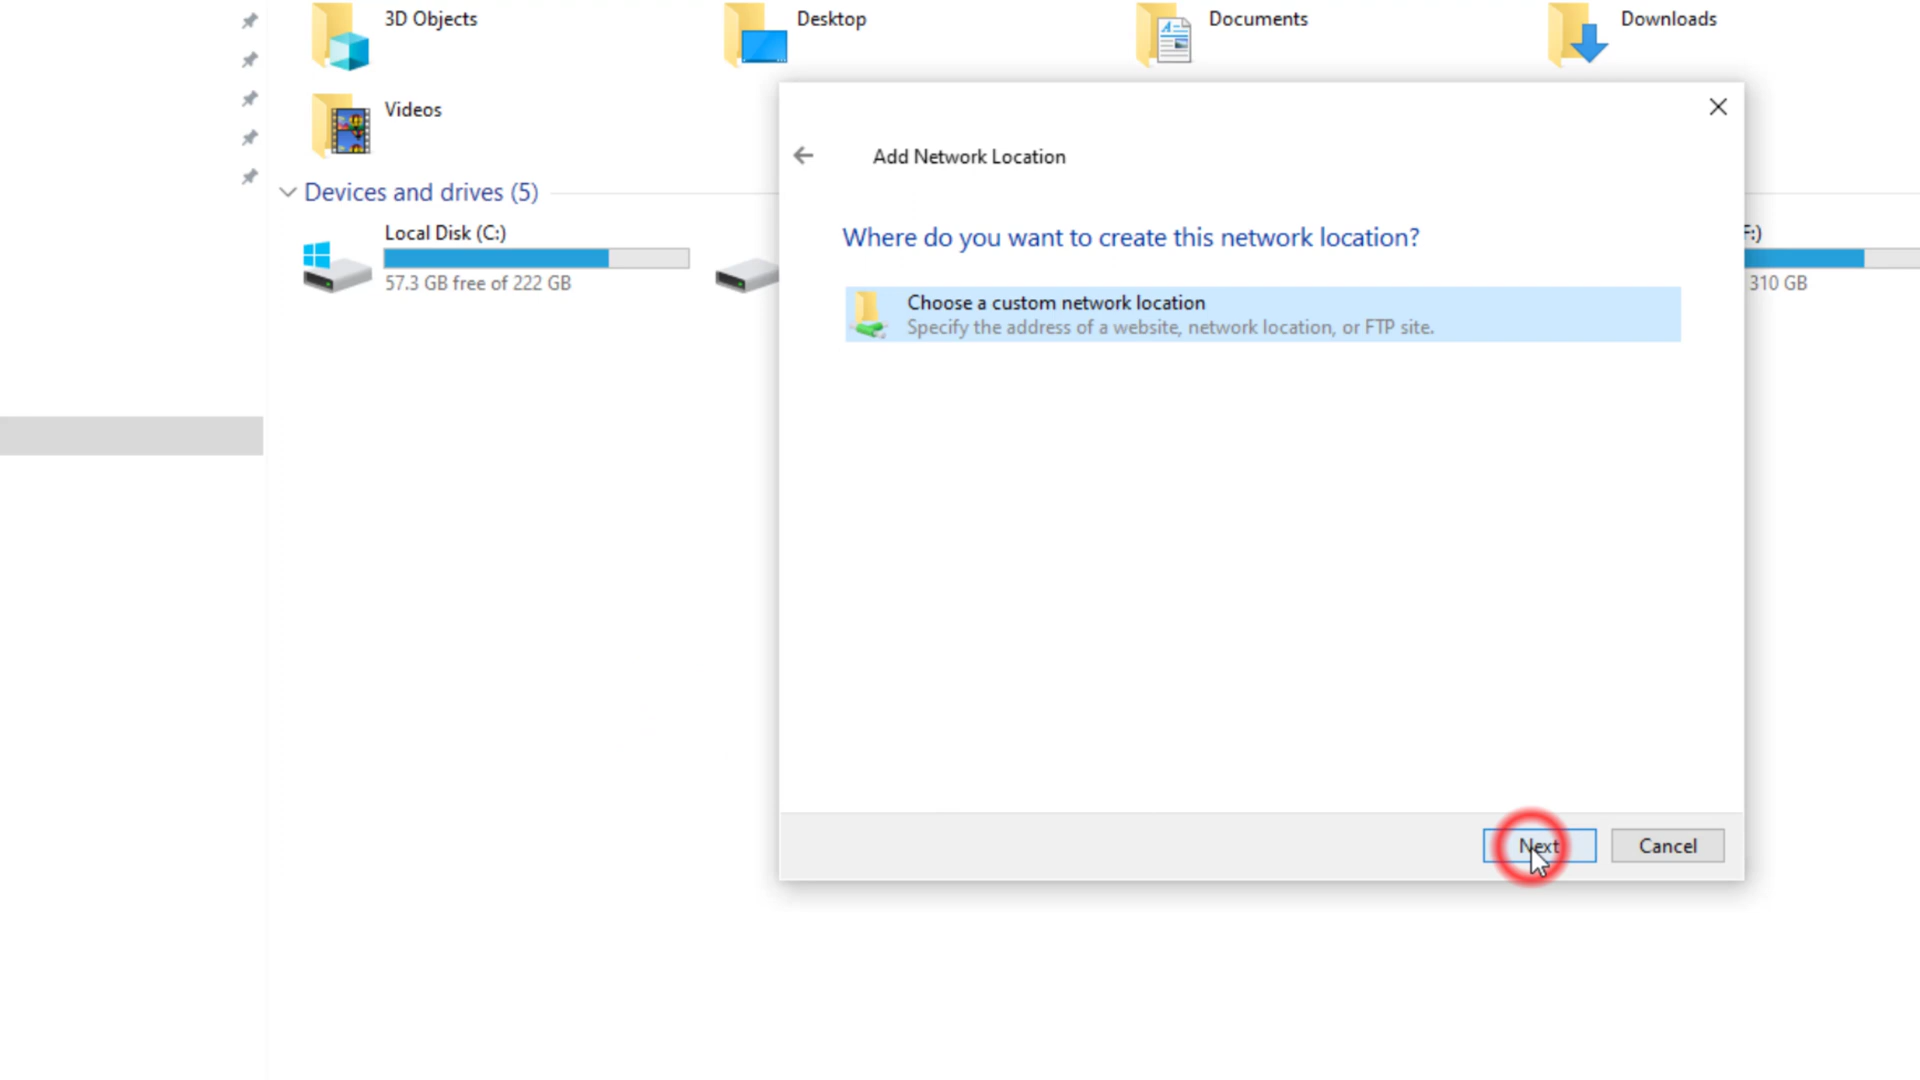 3D Objects
Desktop
Documents
Downloads
Videos
Devices and drives (5)
Local Disk (C:)
57.3 GB free of 222 GB
F:)
310 GB
Add Network Location
Where do you want to create this network location?
Choose a custom network location
Specify the address of a website, network location, or FTP site.
Next
Cancel